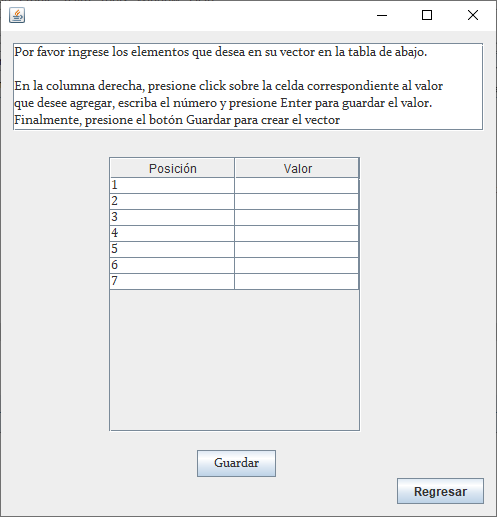 Por favor ingrese los elementos que desea en su vector en la tabla de abajo.
En la columna derecha, presione click sobre la celda correspondiente al valor
que desee agregar, escriba el número y presione Enter para guardar el valor.
Finalmente, presione el botón Guardar para crear el vector
Posición Valor
1
2
3
4
5
6
7
Guardar
Regresar